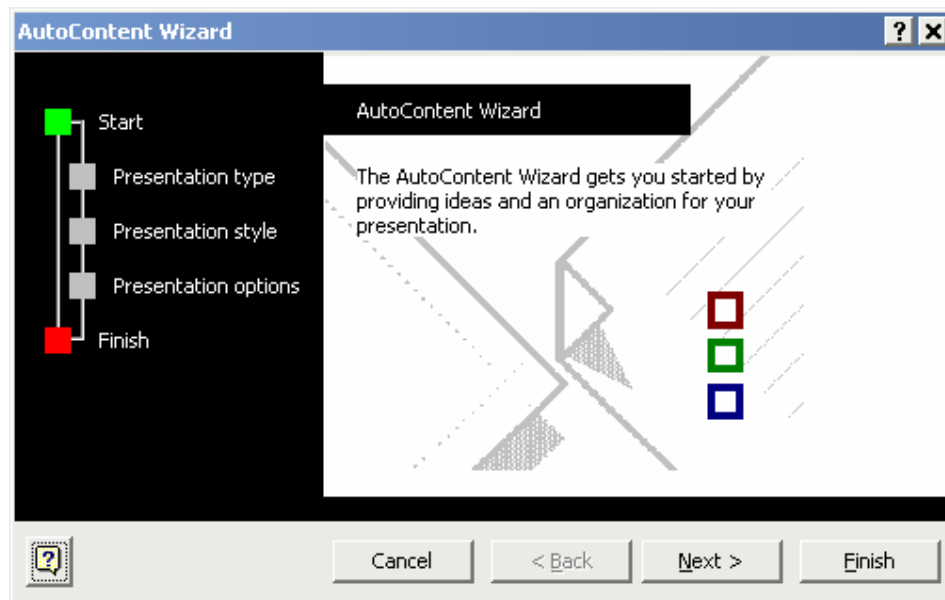 AutoContent Wizard
Start
Presentation type
Presentation style
Presentation options
Finish
AutoContent Wizard
The AutoContent Wizard gets you started by
providing ideas and an organization for your
presentation.
Cancel
< Back
Next >
Finish